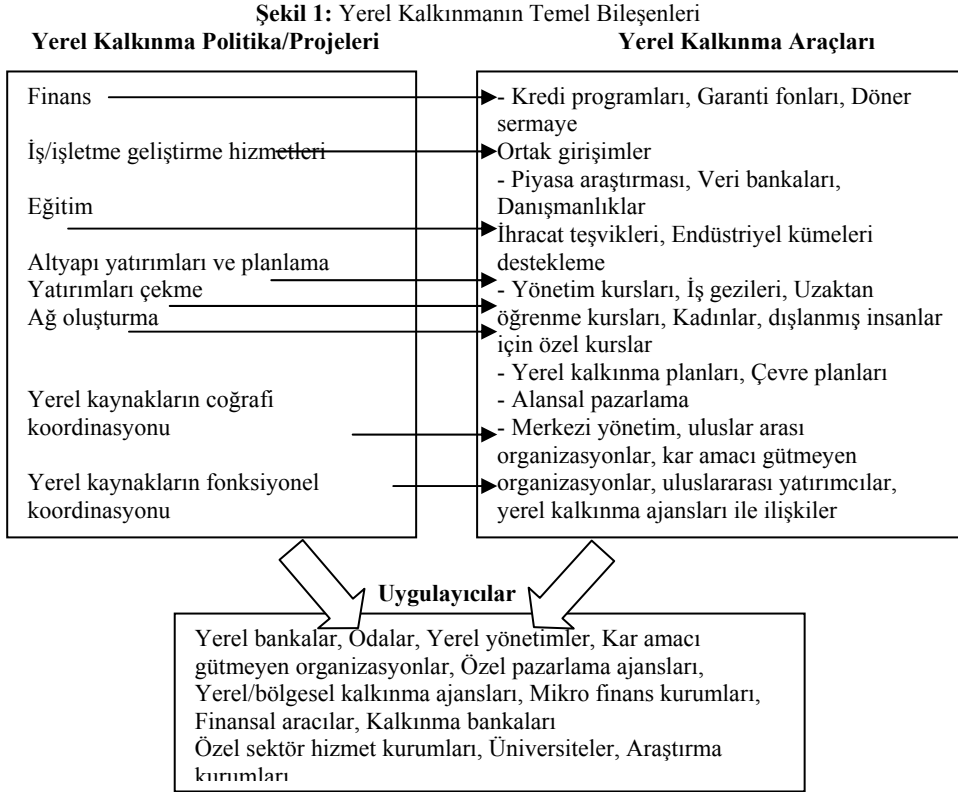 Şekil 1: Yerel Kalkınmanın Temel Bileşenleri
Yerel Kalkınma Politika/Projeleri
Yerel Kalkınma Araçları
Finans
İş/işletme geliştirme hizmetleri
Eğitim
Altyapı yatırımları ve planlama
Yatırımları çekme
Ağ oluşturma
Yerel kaynakların coğrafi
koordinasyonu
Yerel kaynakların fonksiyonel
koordinasyonu
- Kredi programları, Garanti fonları, Döner
sermaye
Ortak girişimler
- Piyasa araştırması, Veri bankaları,
Danışmanlıklar
İhracat teşvikleri, Endüstriyel kümeleri
destekleme
- Yönetim kursları, İş gezileri, Uzaktan
öğrenme kursları, Kadınlar, dışlanmış insanlar
için özel kurslar
- Yerel kalkınma planları, Çevre planları
- Alansal pazarlama
- Merkezi yönetim, uluslar arası
organizasyonlar, kar amacı gütmeyen
organizasyonlar, uluslararası yatırımcılar,
yerel kalkınma ajansları ile ilişkiler
Uygulayıcılar
Yerel bankalar, Odalar, Yerel yönetimler, Kar amacı
gütmeyen organizasyonlar, Özel pazarlama ajansları,
Yerel/bölgesel kalkınma ajansları, Mikro finans kurumları,
Finansal aracılar, Kalkınma bankaları
Özel sektör hizmet kurumları, Üniversiteler, Araştırma
kurumları